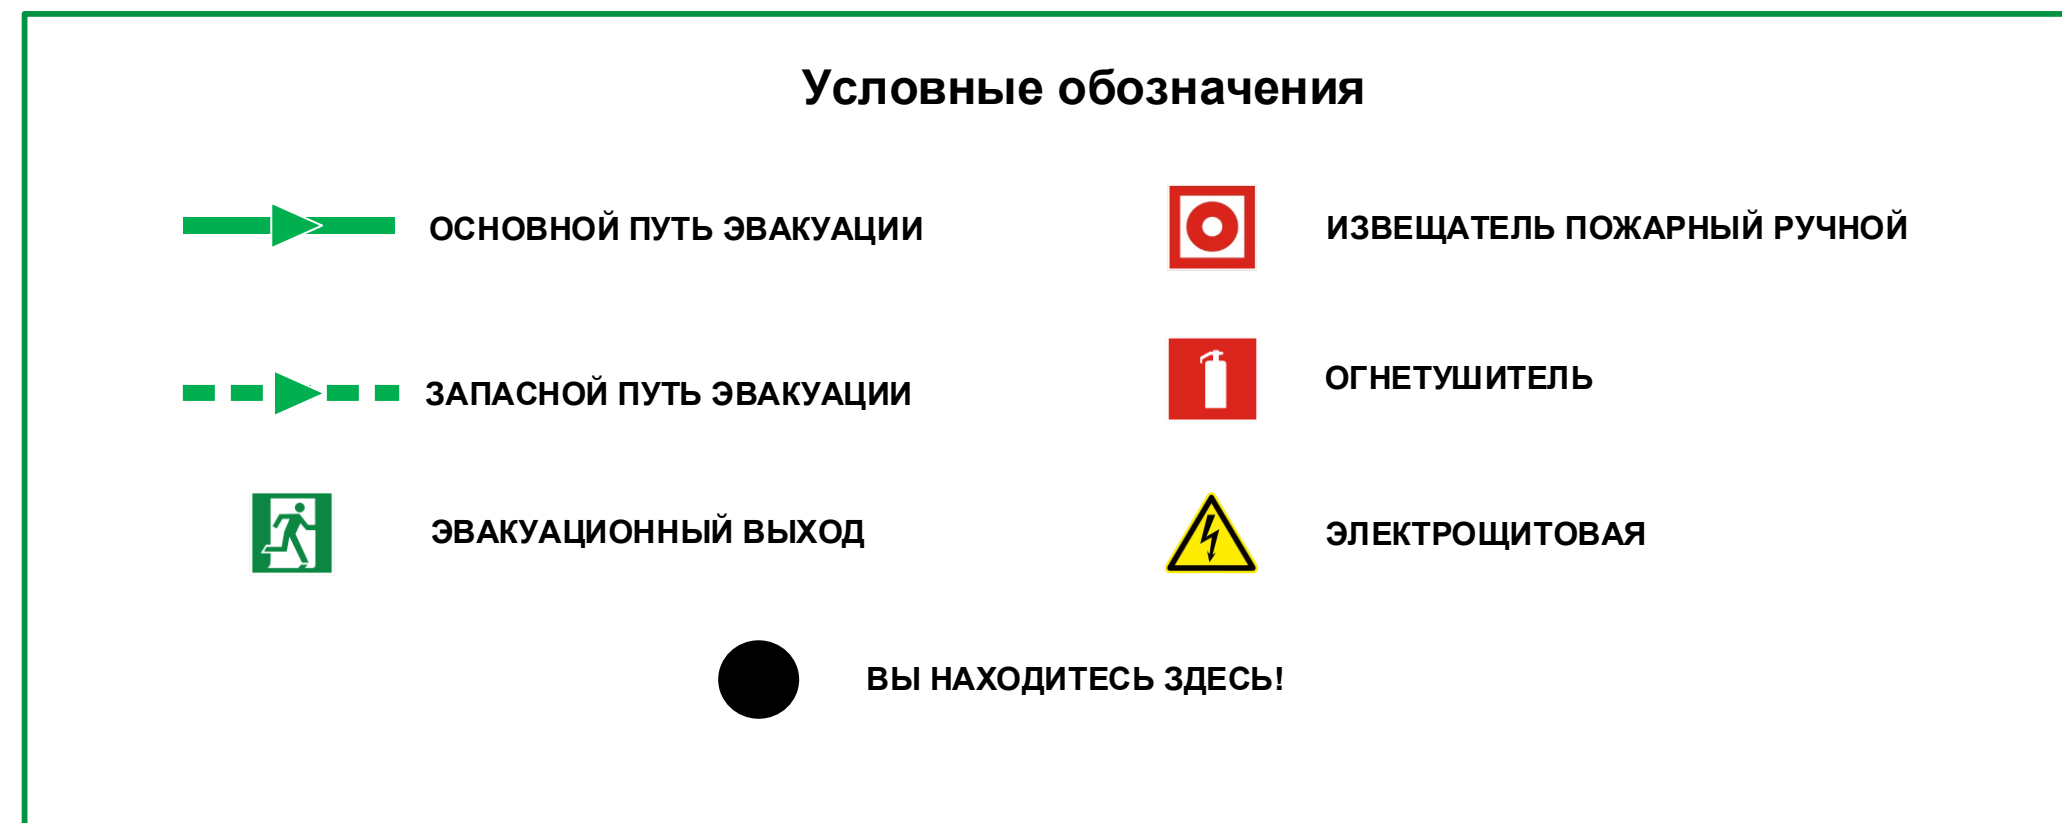 Условные обозначения
ОСНОВНОЙ ПУТЬ ЭВАКУАЦИИ
ИЗВЕЩАТЕЛЬ ПОЖАРНЫЙ РУЧНОЙ
ЗАПАСНОЙ ПУТЬ ЭВАКУАЦИИ
ОГНЕТУШИТЕЛЬ
ЭВАКУАЦИОННЫЙ ВЫХОД
ЭЛЕКТРОЩИТОВАЯ
ВЫ НАХОДИТЕСЬ ЗДЕСЬ!